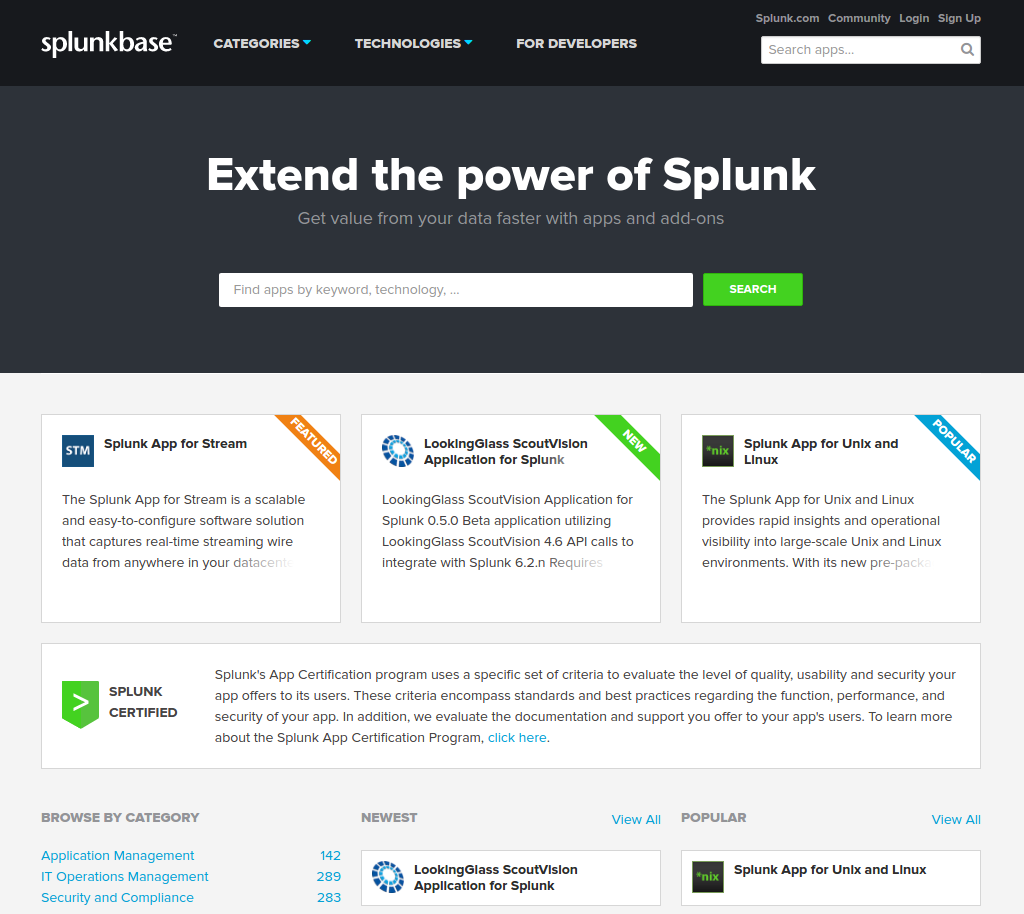 Splunk.com Community Login Sign Up
splunkbase™
CATEGORIES TECHNOLOGIES FOR DEVELOPERS
Search apps...
Extend the power of Splunk
Get value from your data faster with apps and add-ons
Find apps by keyword, technology, ...
SEARCH
FEATURED
STM
Splunk App for Stream
The Splunk App for Stream is a scalable
and easy-to-configure software solution
that captures real-time streaming wire
data from anywhere in your datacente
NEW
LookingGlass ScoutVision
Application for Splunk
LookingGlass ScoutVision Application for
Splunk 0.5.0 Beta application utilizing
LookingGlass ScoutVision 4.6 API calls to
integrate with Splunk 6.2.n Requires
POPULAR
*nix
Splunk App for Unix and
Linux
The Splunk App for Unix and Linux
provides rapid insights and operational
visibility into large-scale Unix and Linux
environments. With its new pre-packa
>
SPLUNK
CERTIFIED
Splunk's App Certification program uses a specific set of criteria to evaluate the level of quality, usability and security your
app offers to its users. These criteria encompass standards and best practices regarding the function, performance, and
security of your app. In addition, we evaluate the documentation and support you offer to your app's users. To learn more
about the Splunk App Certification Program, click here.
BROWSE BY CATEGORY
Application Management 142
IT Operations Management 289
Security and Compliance 283
NEWEST View All
LookingGlass ScoutVision
Application for Splunk
POPULAR View All
*nix
Splunk App for Unix and Linux